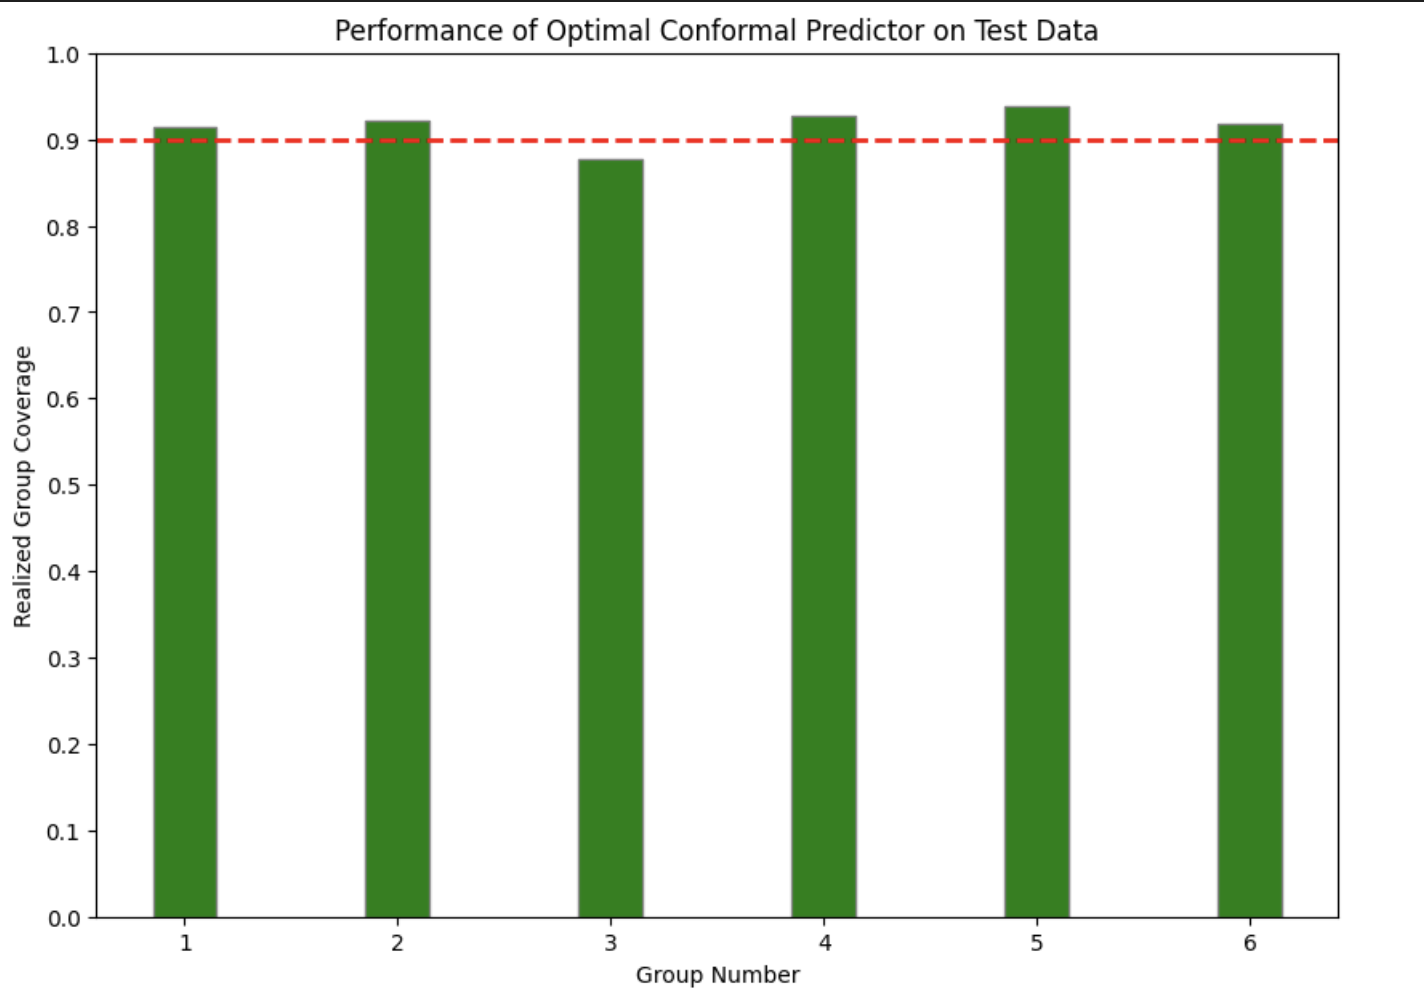 Performance of Optimal Conformal Predictor on Test Data
1.0
0.9
0.8
0.7
0.6
0.5
0.4
0.3
0.2
0.1
0.0
Realized Group Coverage
1 2 3 4 5 6
Group Number